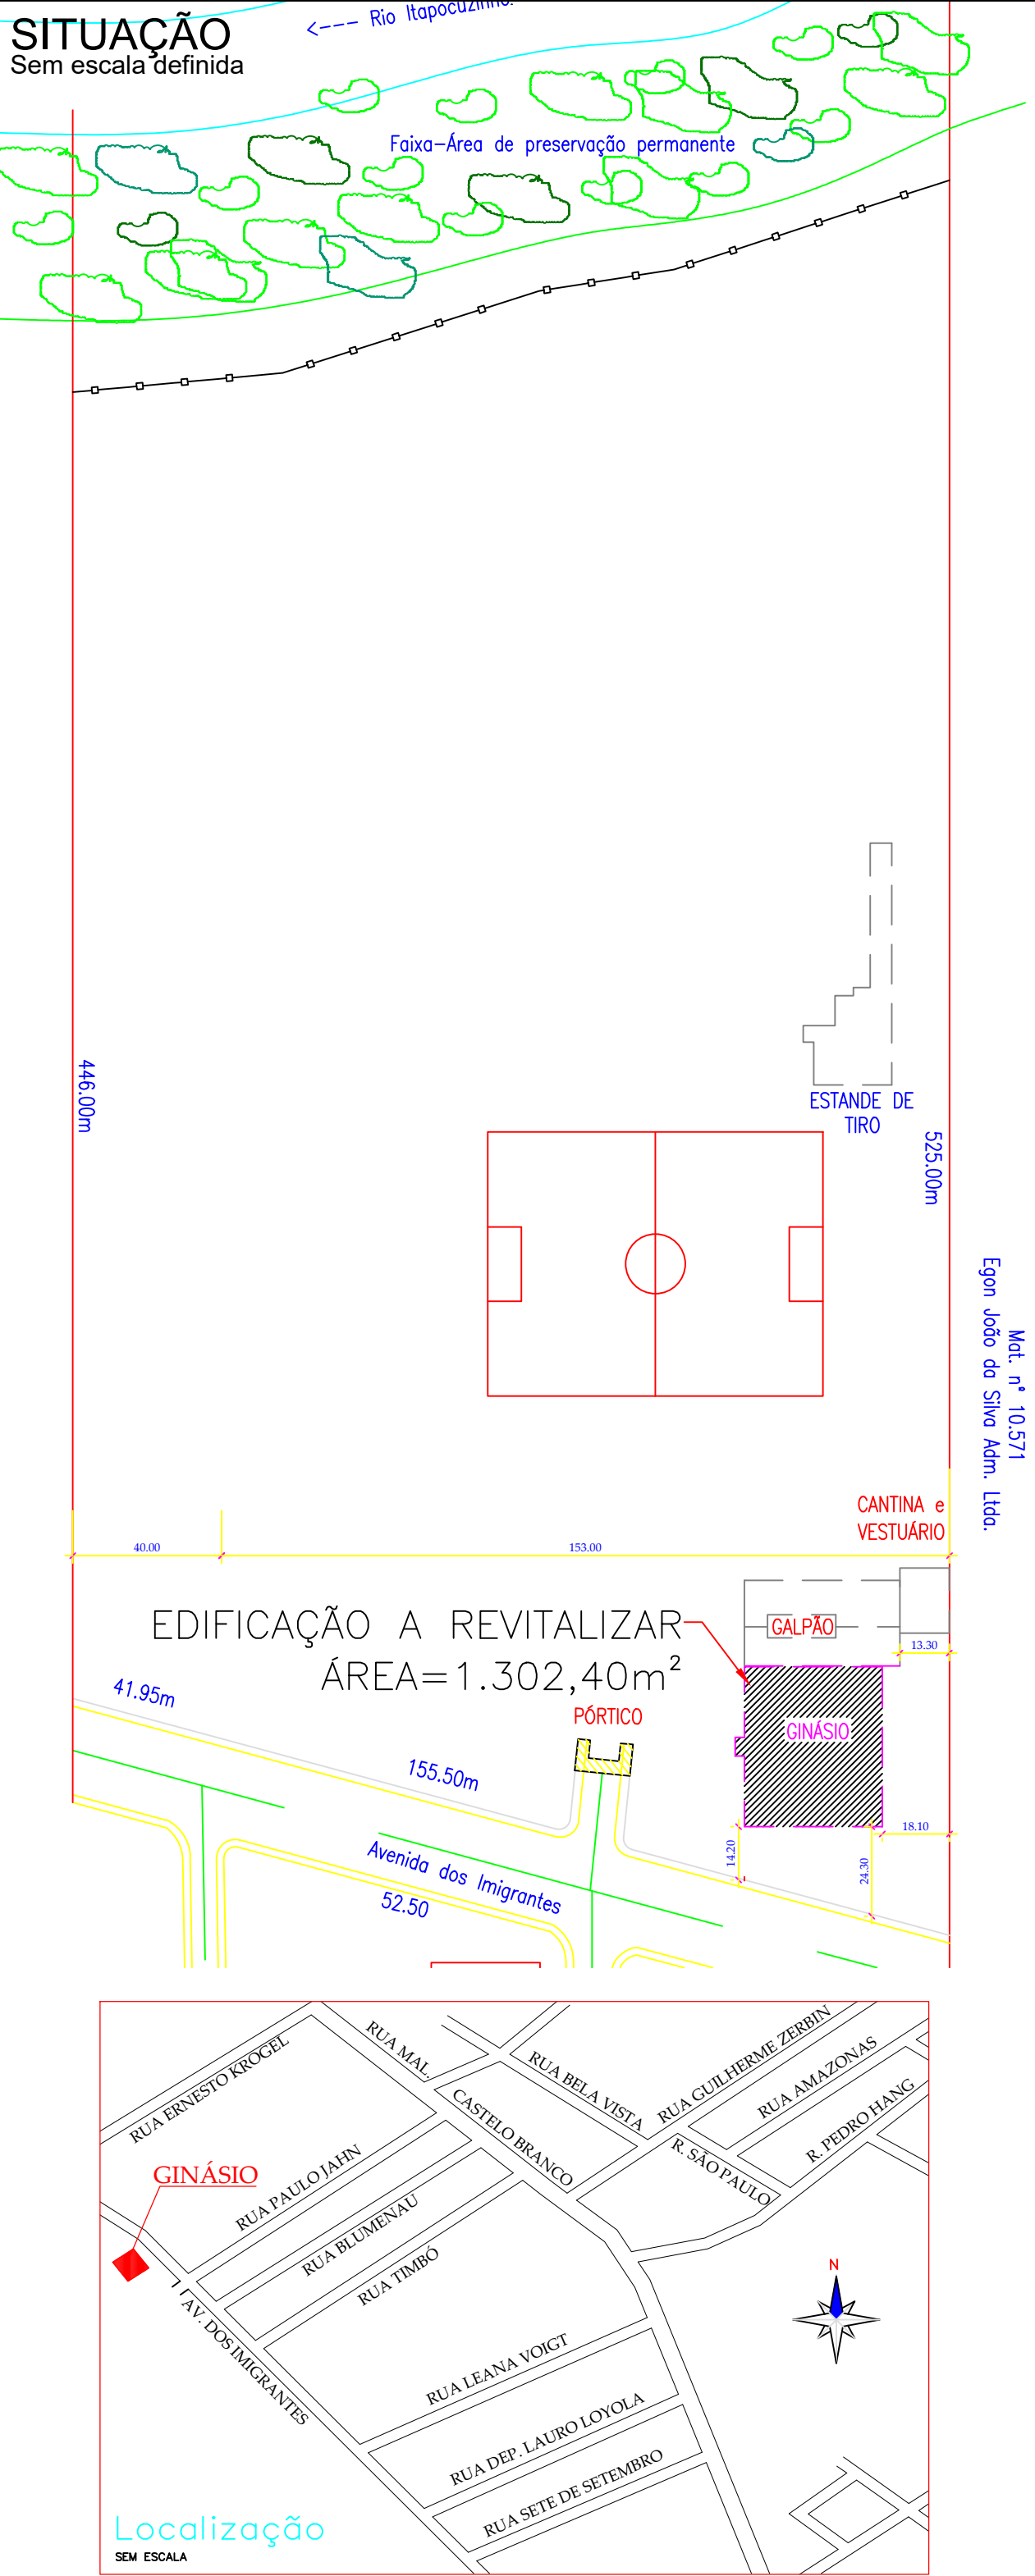 SITUAÇÃO
Sem escala definida
<--- Rio Itapocuzinho.
Faixa-Área de preservação permanente
446.00m
ESTANDE DE
TIRO
525.00m
Mat. n° 10.571
Egon João da Silva Adm. Ltda.
CANTINA e
VESTUÁRIO
40.00
153.00
EDIFICAÇÃO A REVITALIZAR
ÁREA=1.302,40m²
GALPÃO
13.30
41.95m
PÓRTICO
GINÁSIO
155.50m
18.10
14.20
24.30
Avenida dos Imigrantes
52.50
RUA ERNESTO KROGEL
RUA MAL.
CASTELO BRANCO
RUA BELA VISTA
RUA GUILHERME ZERBIN
RUA AMAZONAS
R. PEDRO HANG
R. SÃO PAULO
GINÁSIO
RUA PAULO JAHN
RUA BLUMENAU
RUA TIMBÓ
N
AV. DOS IMIGRANTES
RUA LEANA VOIGT
RUA DEP. LAURO LOYOLA
RUA SETE DE SETEMBRO
Localização
SEM ESCALA